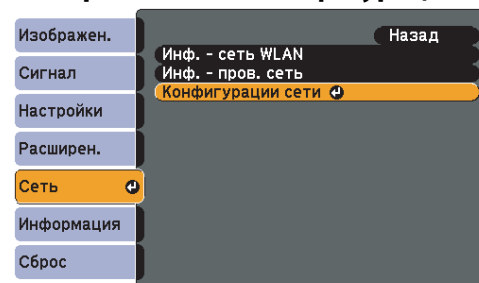 Изображен.
Сигнал
Настройки
Расширен.
Сеть
Информация
Сброс
Назад
Инф. - сеть WLAN
Инф. - пров. сеть
Конфигурации сети